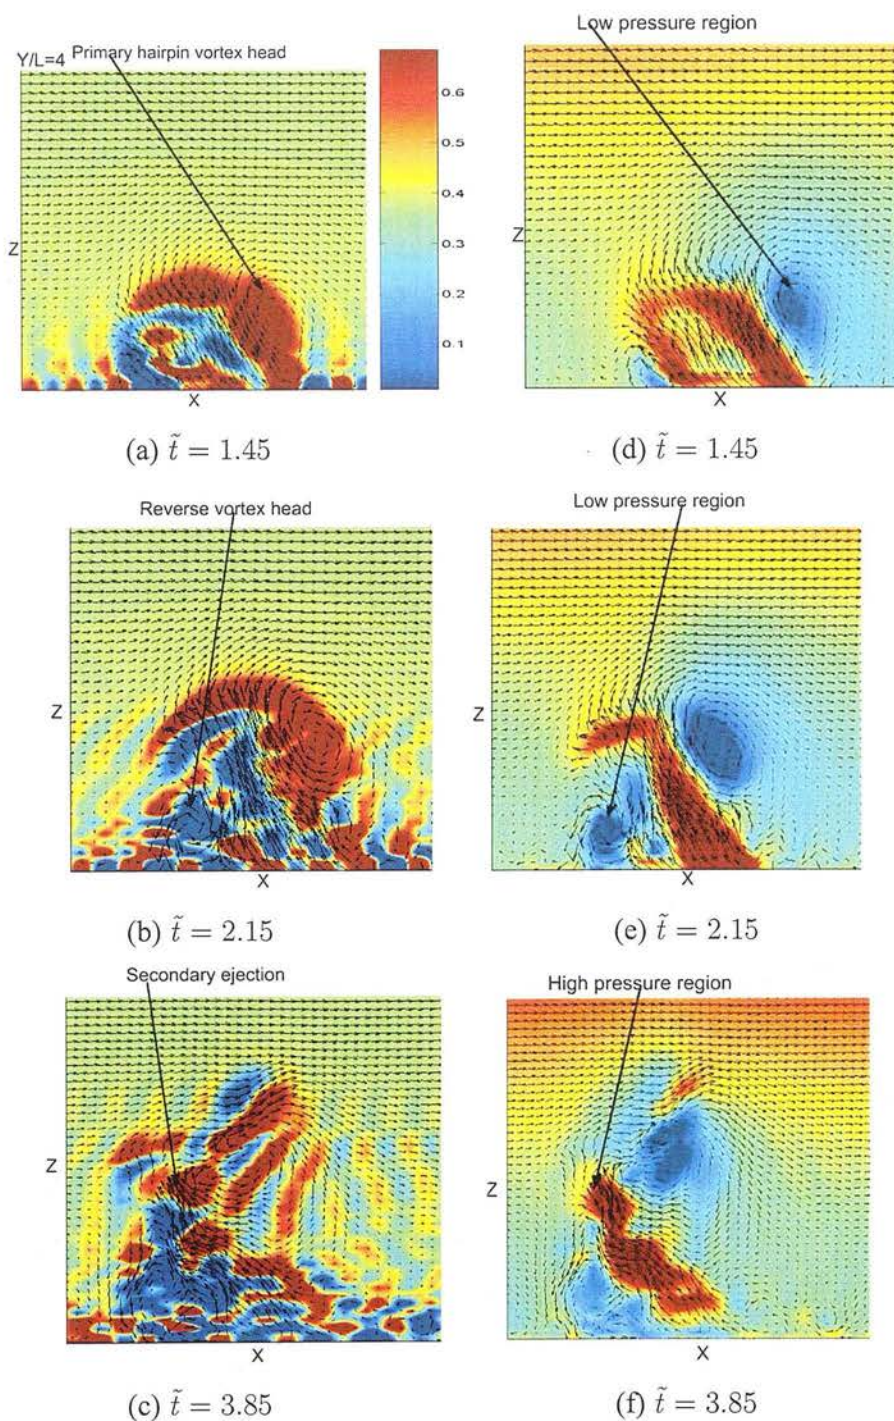 Low pressure region
Y/L=4 Primary hairpin vortex head
0.6
0.5
0.4
0.3
0.2
0.1
Z
X
Z
X
(a) t̃ = 1.45
(d) t̃ = 1.45
Reverse vortex head
Low pressure region
Z
X
Z
X
(b) t̃ = 2.15
(e) t̃ = 2.15
Secondary ejection
High pressure region
Z
X
Z
X
(c) t̃ = 3.85
(f) t̃ = 3.85